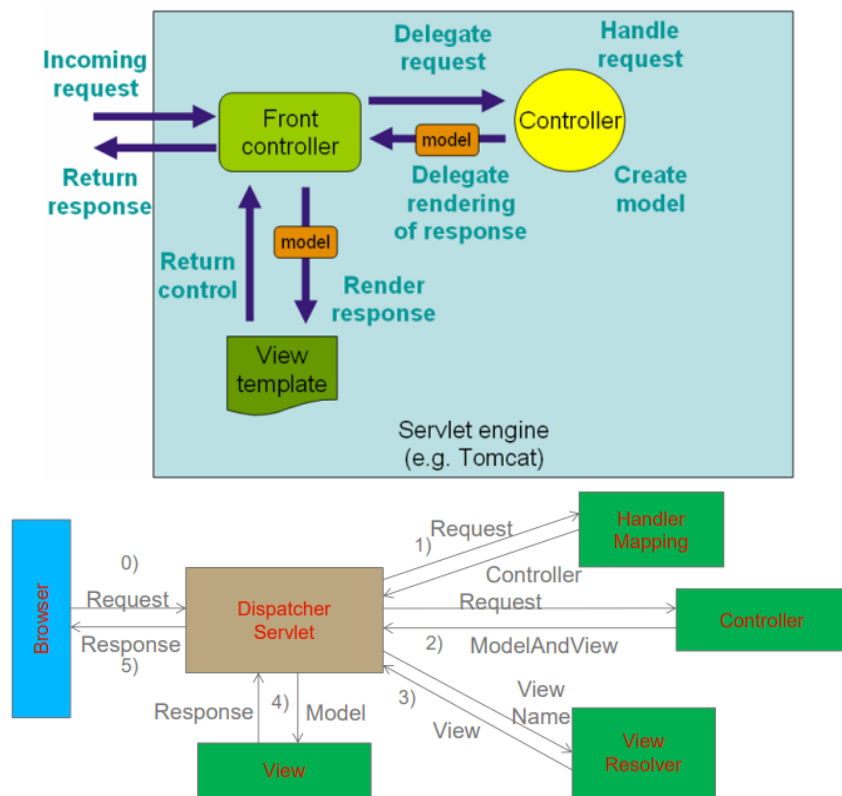 Incoming
request
Delegate
request
Handle
request
Front
controller
model
Controller
Return
response
Delegate
rendering
of response
Create
model
model
Return
control
Render
response
View
template
Servlet engine
(e.g. Tomcat)
Browser
0)
Request
Response
5)
Dispatcher
Servlet
1)
Request
Controller
Handler
Mapping
Request
2)
ModelAndView
Controller
3)
View
Name
View
View
Resolver
Response
4)
Model
View